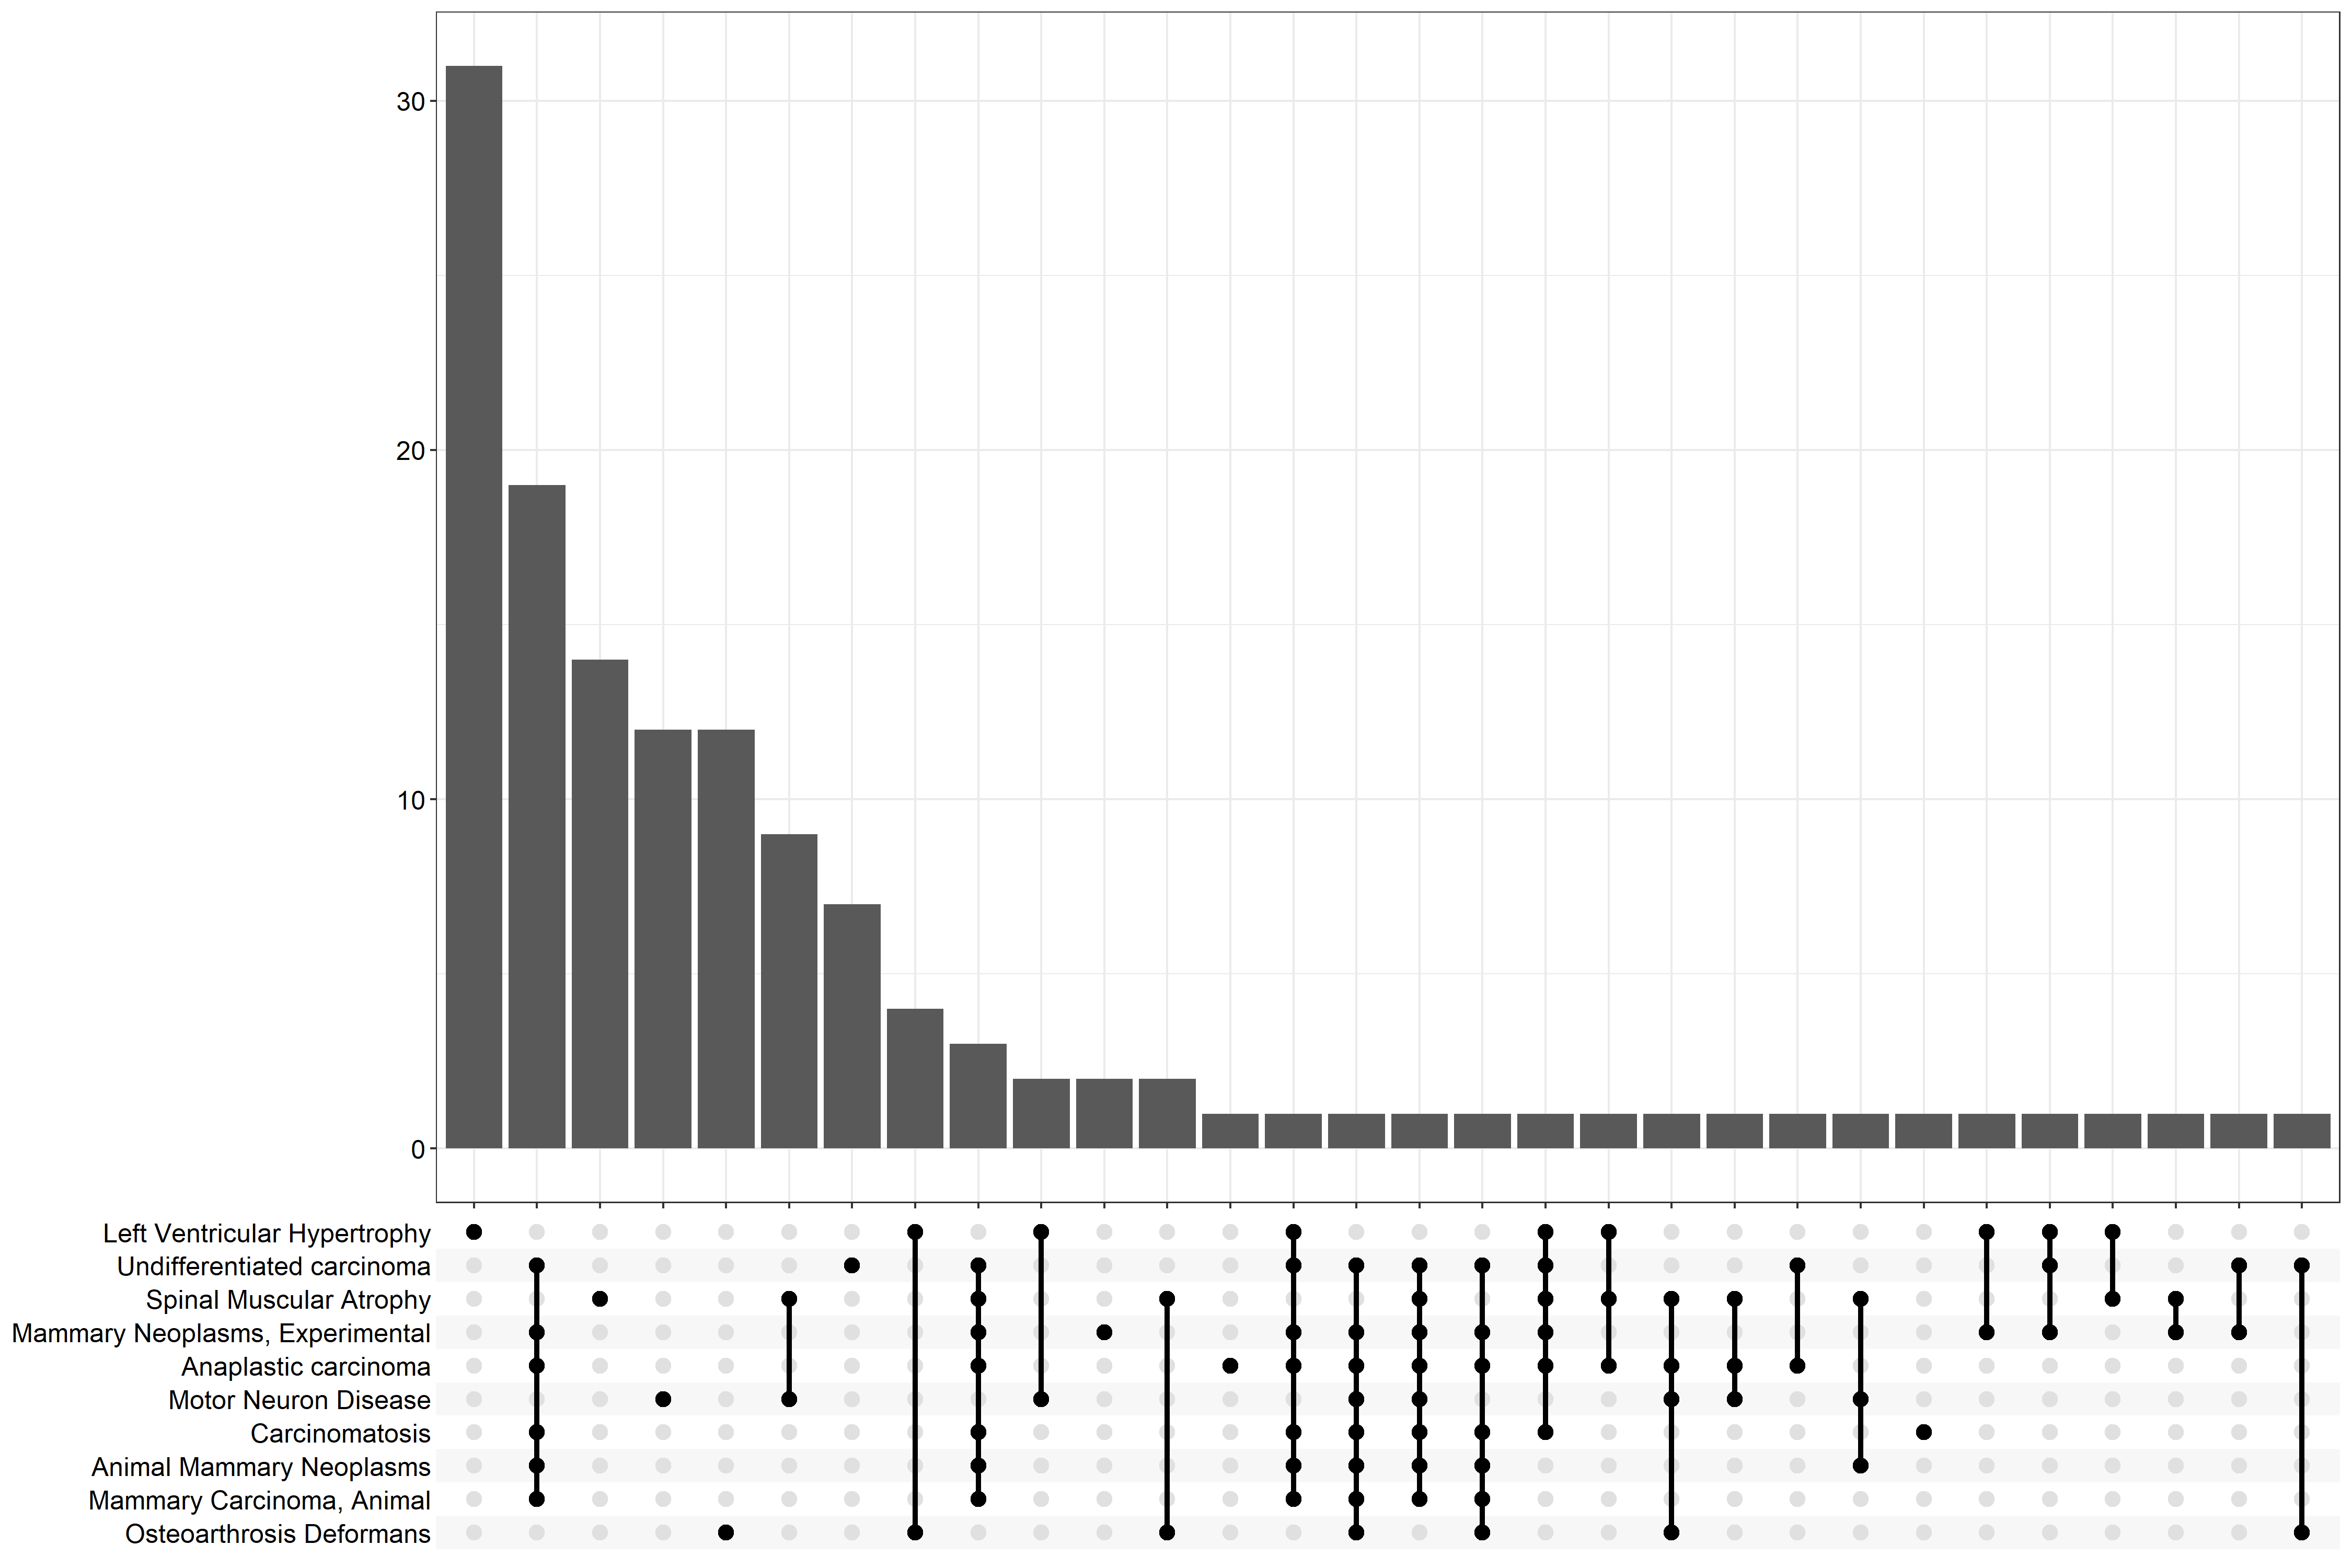 30
20
10
0
Left Ventricular Hypertrophy
Undifferentiated carcinoma
Spinal Muscular Atrophy
Mammary Neoplasms, Experimental
Anaplastic carcinoma
Motor Neuron Disease
Carcinomatosis
Animal Mammary Neoplasms
Mammary Carcinoma, Animal
Osteoarthrosis Deformans